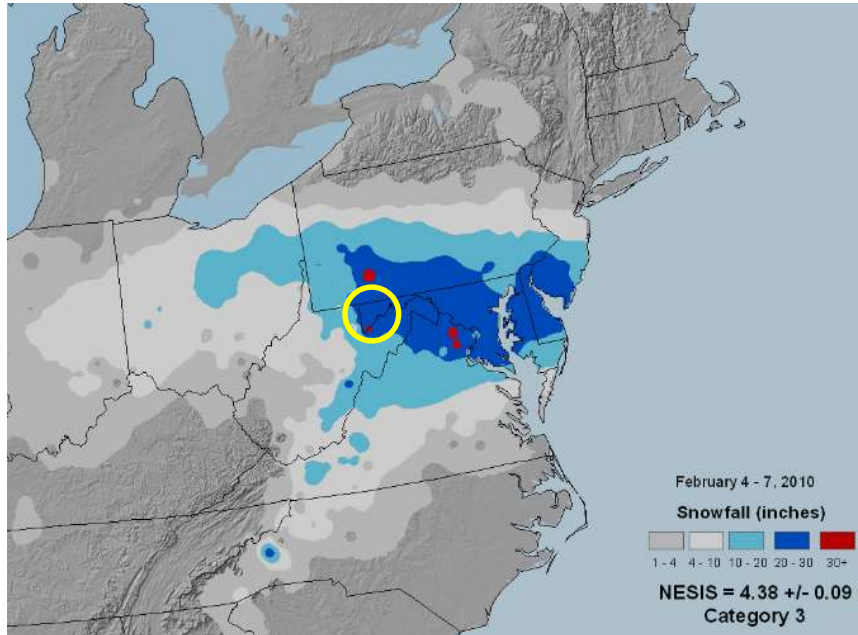 February 4 - 7, 2010
Snowfall (inches)
1 - 4 4 - 10 10 - 20 20 - 30 30+
NESIS = 4.38 +/- 0.09
Category 3